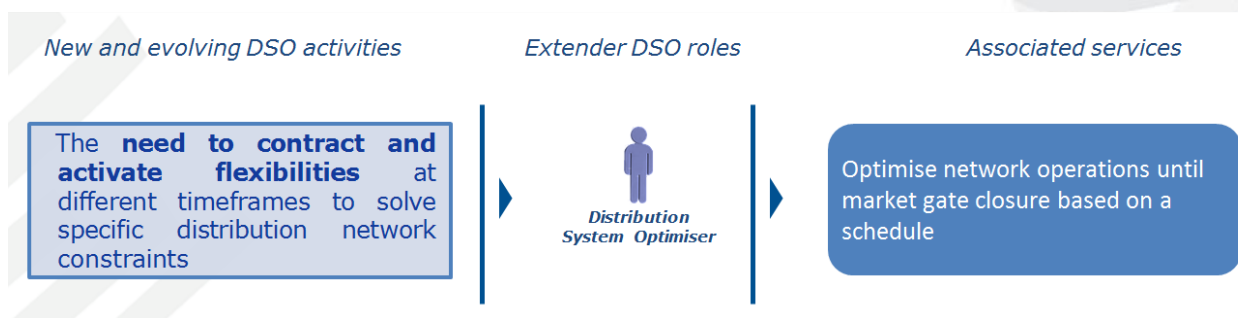 New and evolving DSO activities
Extender DSO roles
Associated services
The need to contract and
activate flexibilities at
different timeframes to solve
specific distribution network
constraints
Distribution
System Optimiser
Optimise network operations until
market gate closure based on a
schedule